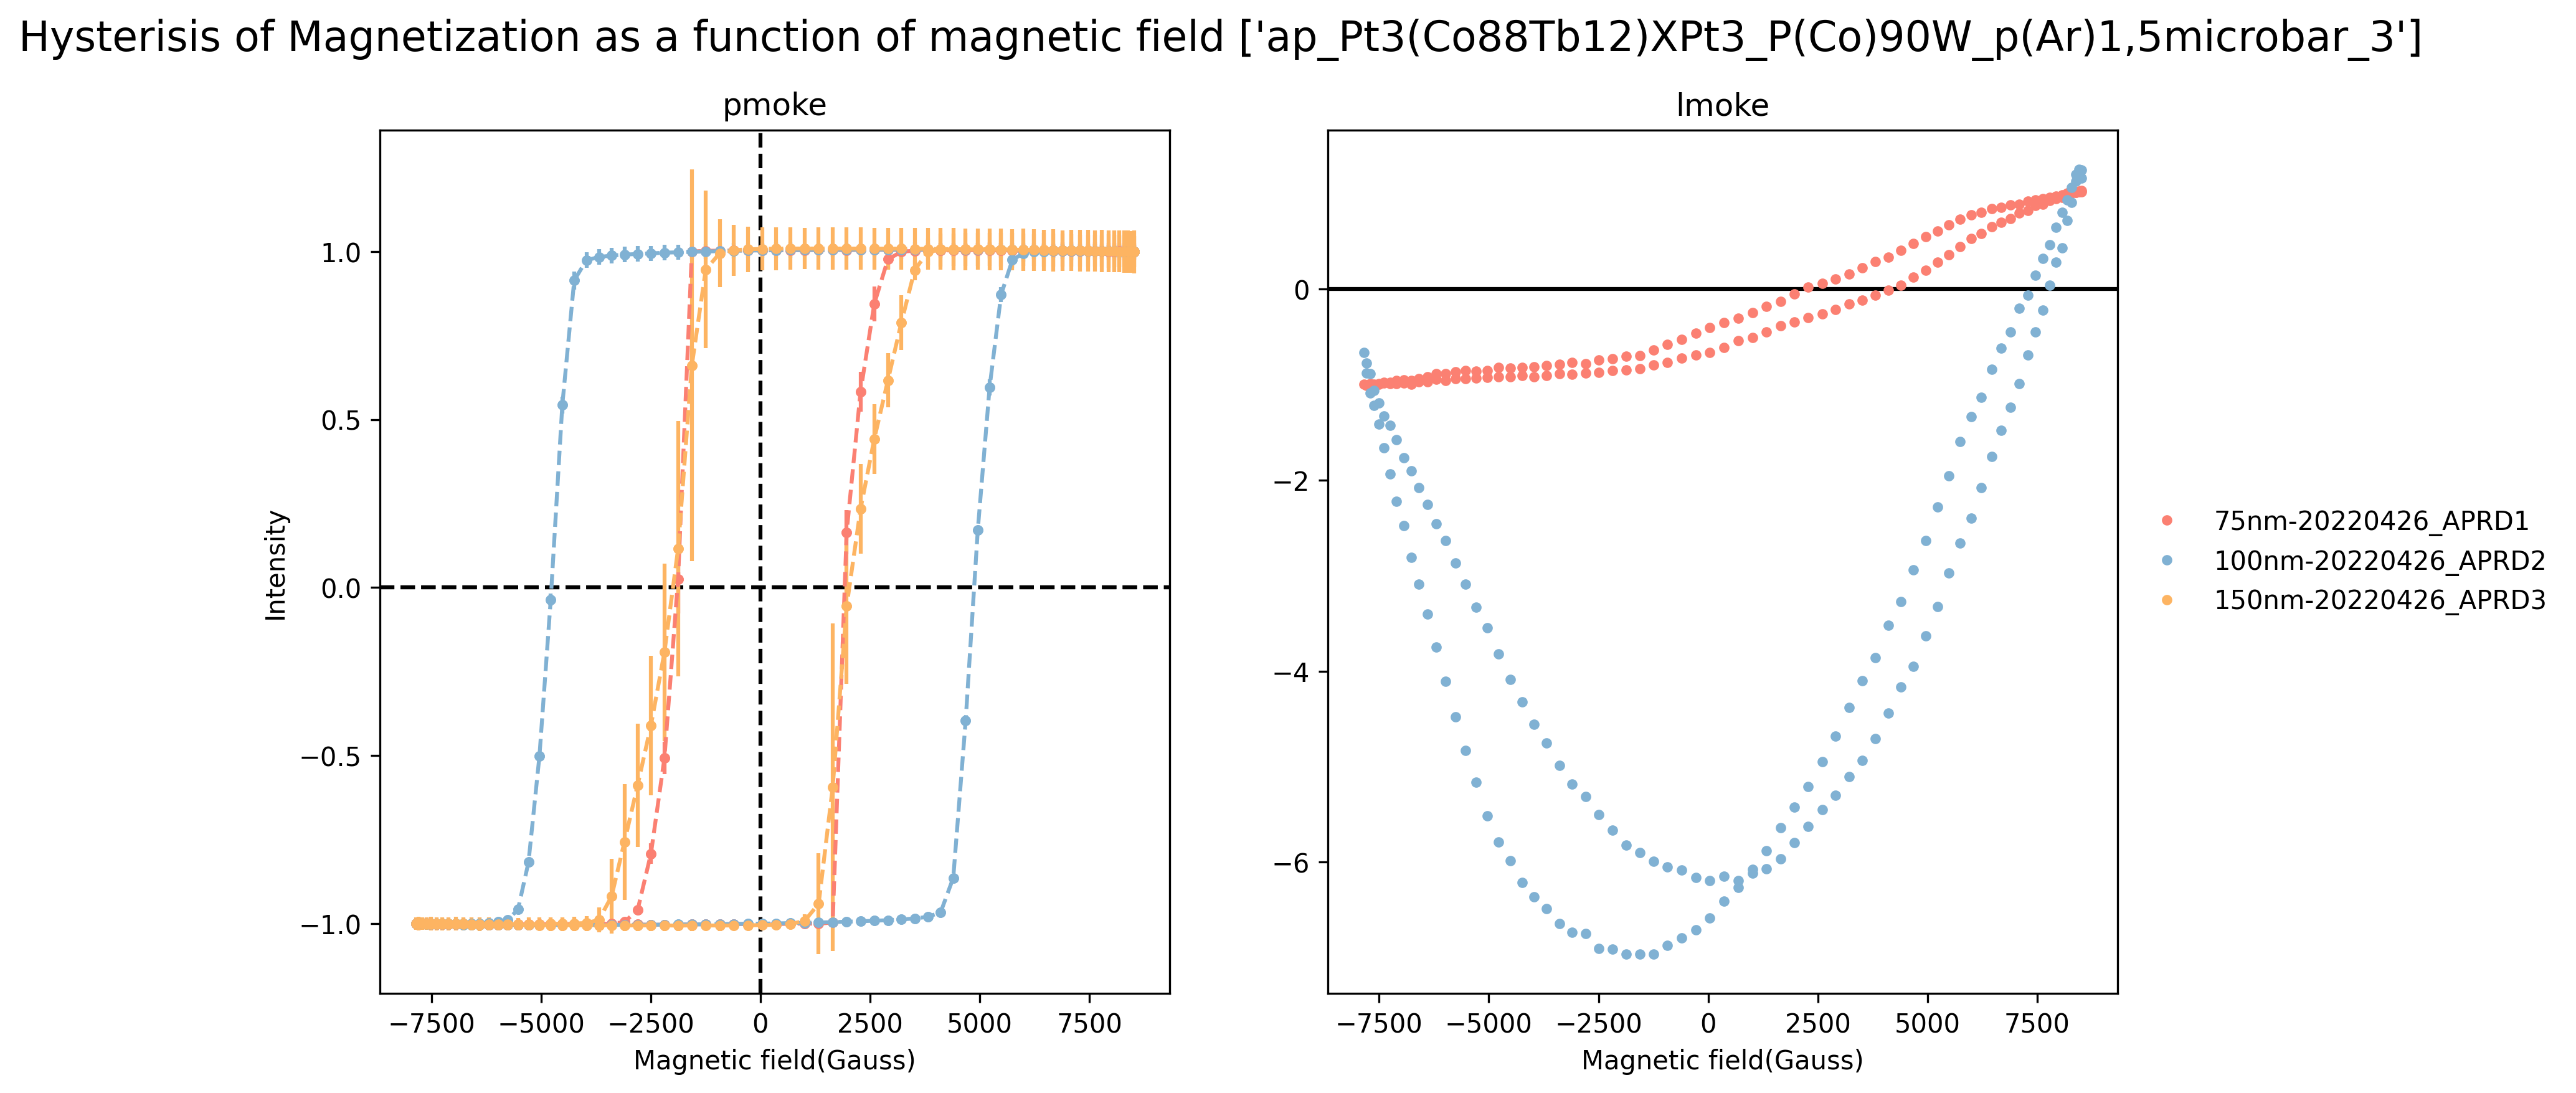 Hysterisis of Magnetization as a function of magnetic field ['ap_Pt3(Co88Tb12)XPt3_P(Co)90W_p(Ar)1,5microbar_3']
pmoke
1.0
0.5
0.0
−0.5
−1.0
Intensity
−7500 −5000 −2500 0 2500 5000 7500
Magnetic field(Gauss)
lmoke
0
−2
−4
−6
−7500 −5000 −2500 0 2500 5000 7500
Magnetic field(Gauss)
75nm-20220426_APRD1
100nm-20220426_APRD2
150nm-20220426_APRD3